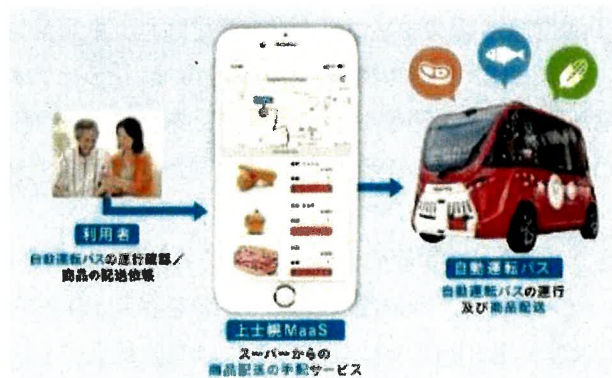 利用者
自動運転バスの運行確認／
商品の配送依頼
上士幌MaaS
スーパーからの
商品配送の手配サービス
自動運転バス
自動運転バスの運行
及び商品配送